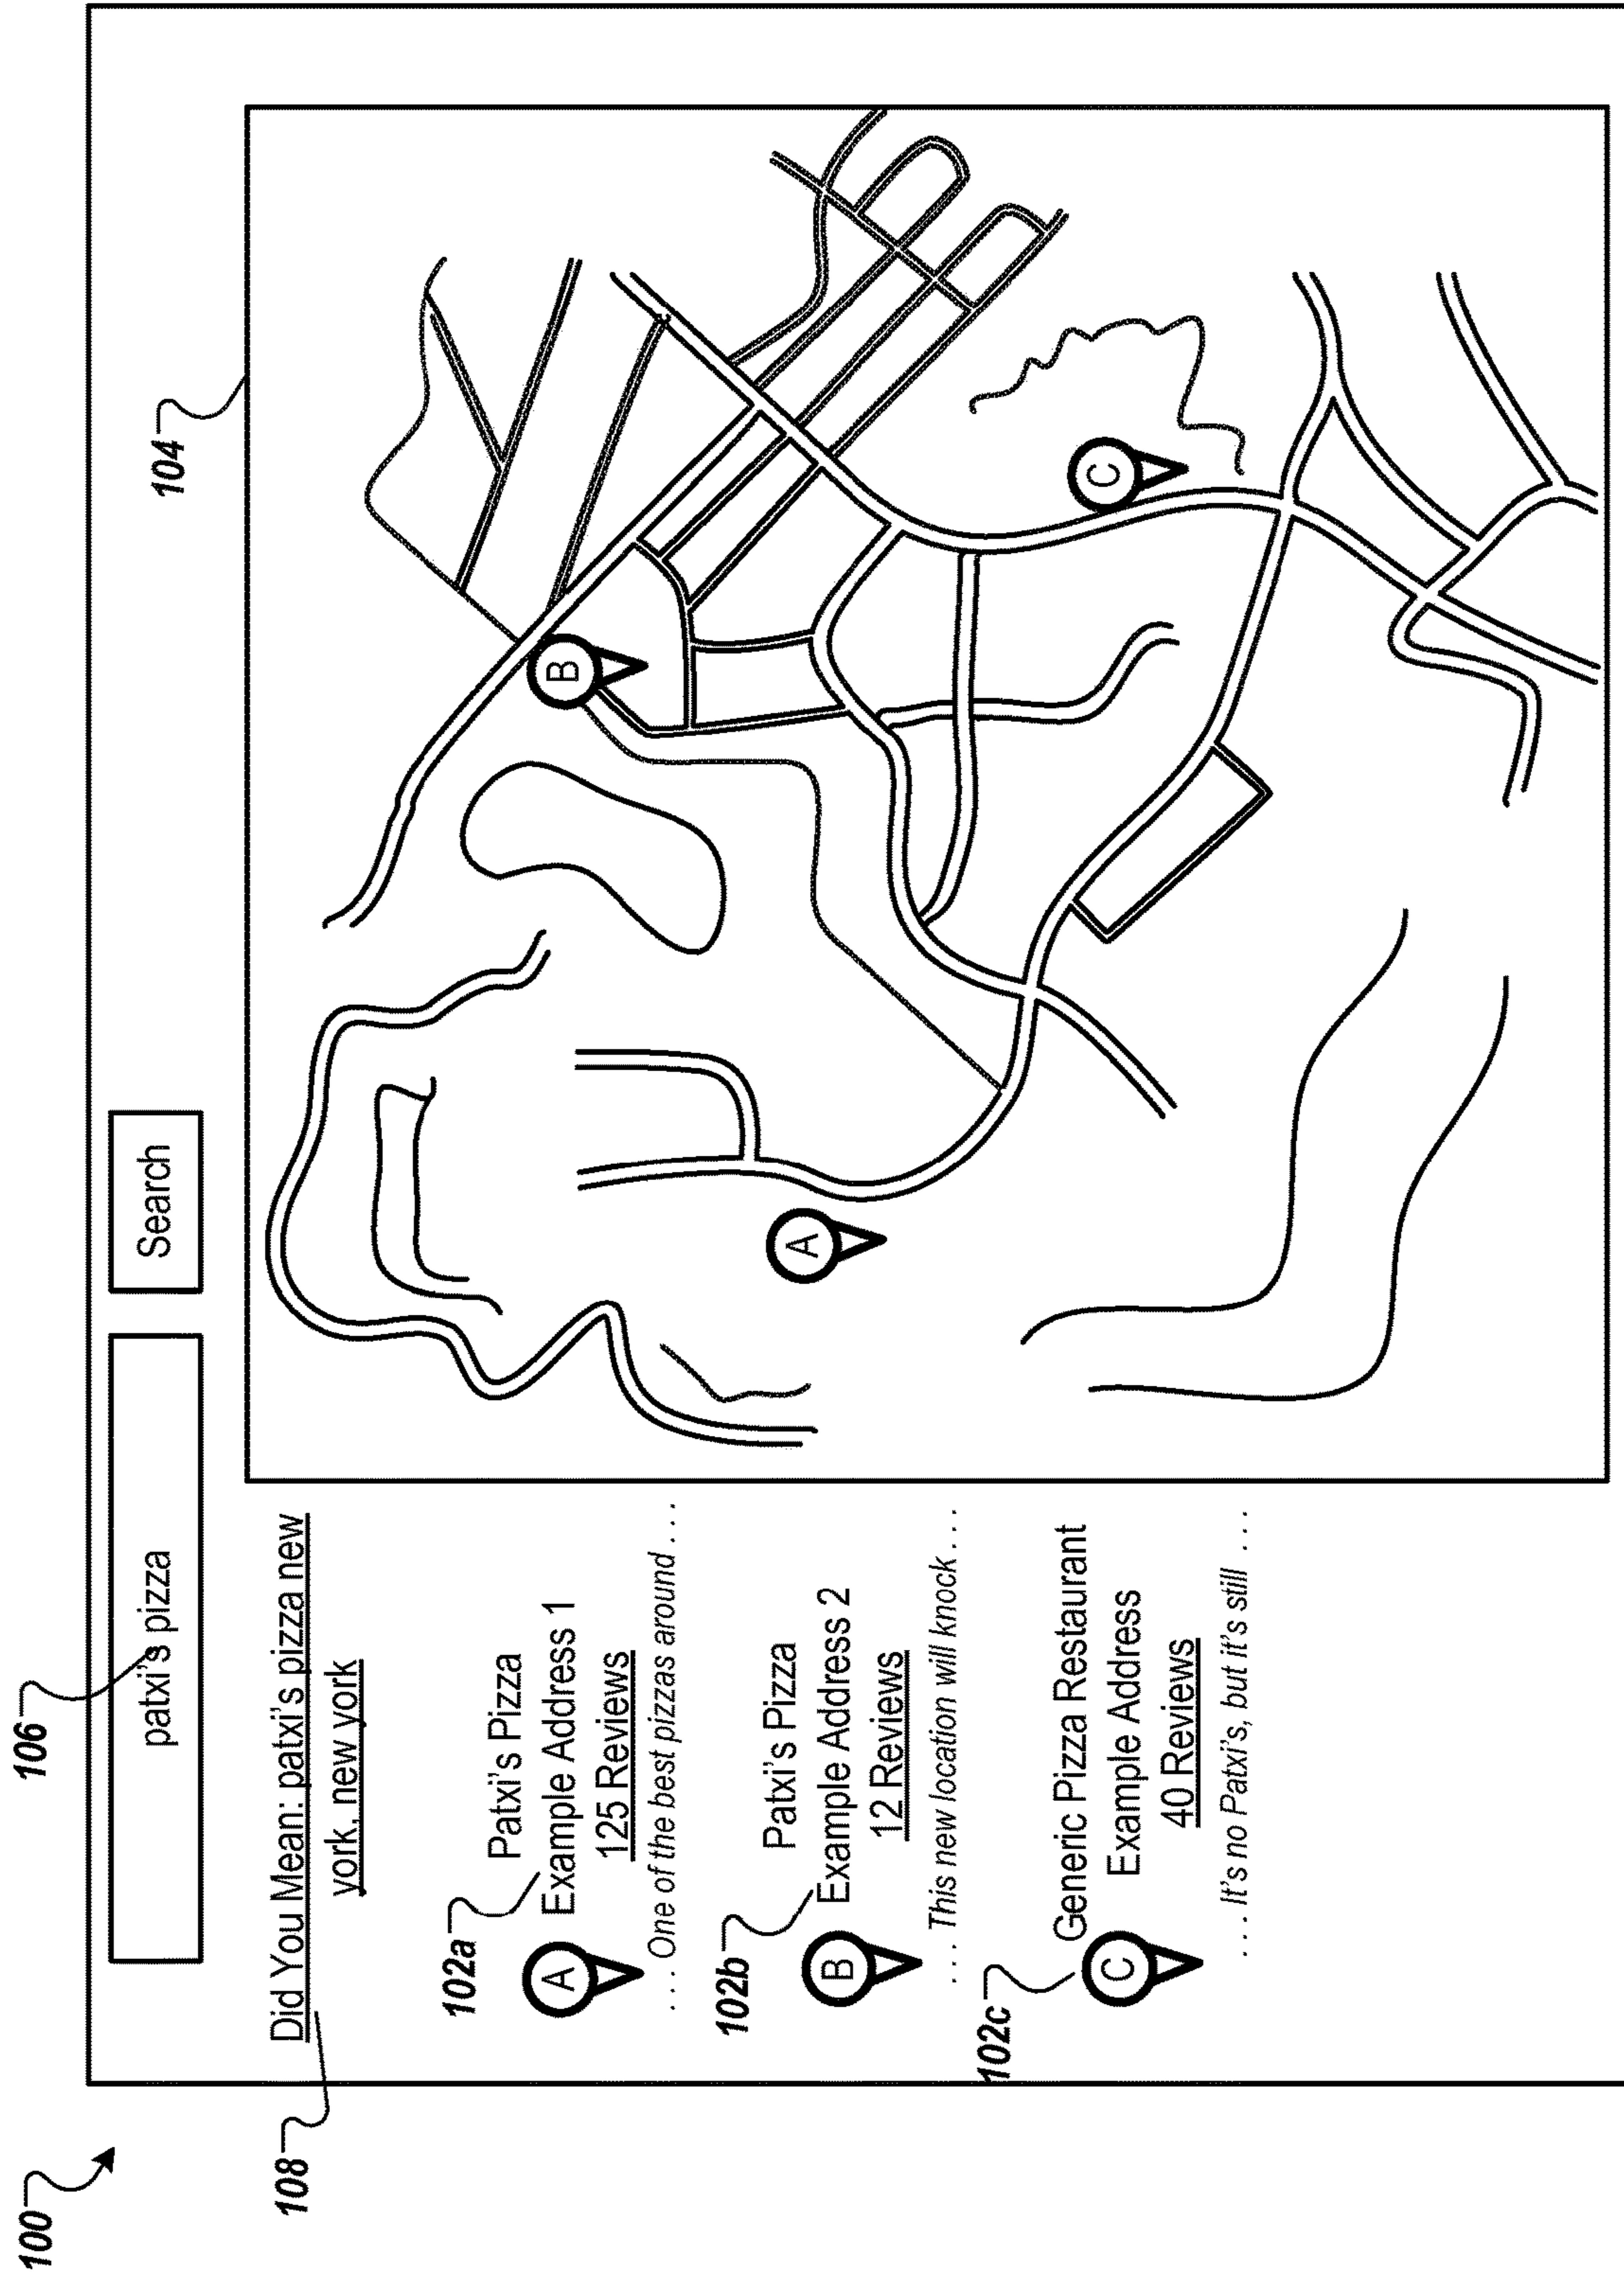 100
106
patxi's pizza
Search
108
Did You Mean: patxi's pizza new
york, new york
104
102a
A
Patxi's Pizza
Example Address 1
125 Reviews
. . . One of the best pizzas around . . .
102b
B
Patxi's Pizza
Example Address 2
12 Reviews
. . . This new location will knock . . .
102c
C
Generic Pizza Restaurant
Example Address
40 Reviews
. . . It's no Patxi's, but it's still . . .
A
B
C